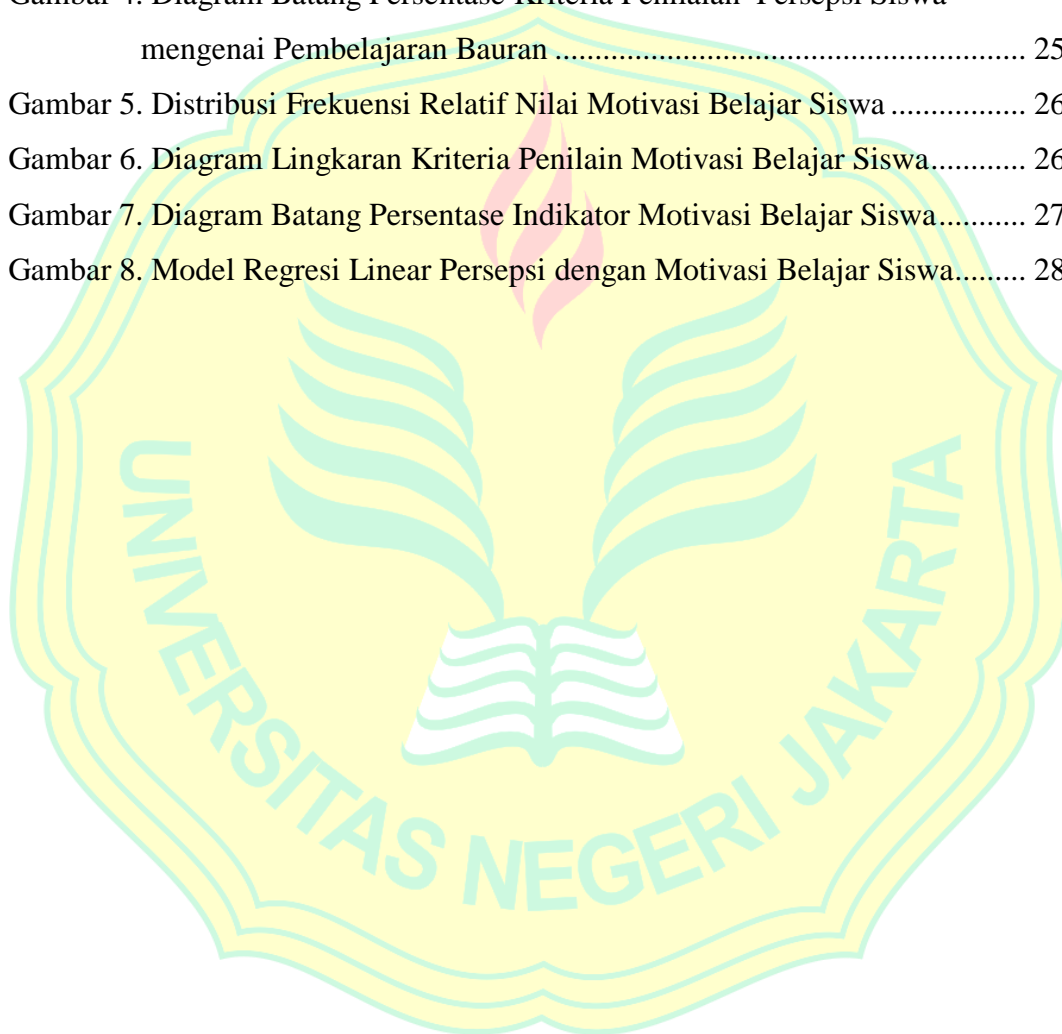 Gambar 4. Diagram Batang Persentase Kriteria Penilaian Persepsi Siswa
mengenai Pembelajaran Bauran ........................................................... 25
Gambar 5. Distribusi Frekuensi Relatif Nilai Motivasi Belajar Siswa ................. 26
Gambar 6. Diagram Lingkaran Kriteria Penilain Motivasi Belajar Siswa............ 26
Gambar 7. Diagram Batang Persentase Indikator Motivasi Belajar Siswa........... 27
Gambar 8. Model Regresi Linear Persepsi dengan Motivasi Belajar Siswa......... 28
UNIVERSITAS NEGERI JAKARTA